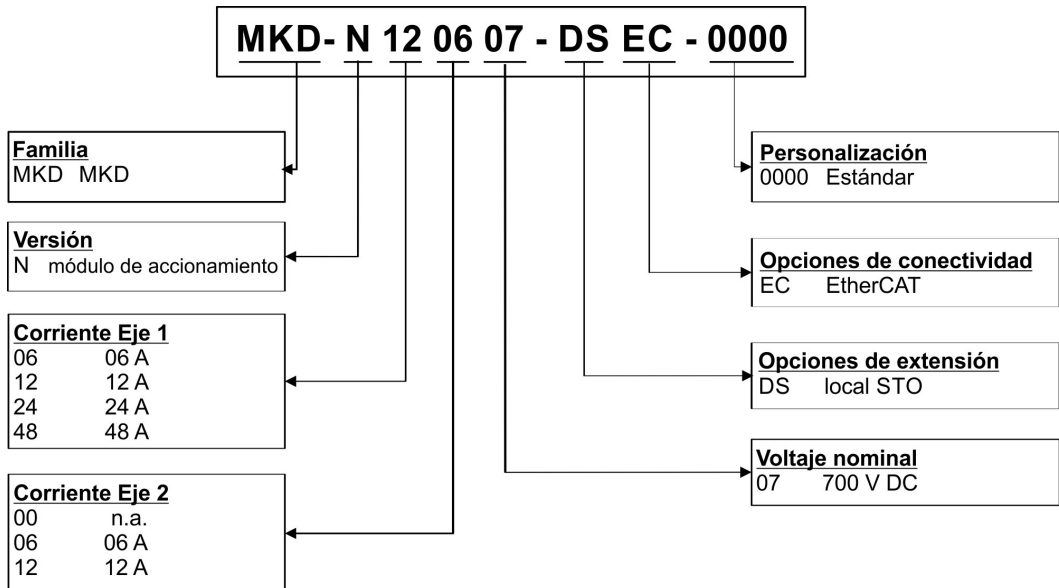 MKD- N 12 06 07 - DS EC - 0000
Familia
MKD MKD
Versión
N módulo de accionamiento
Corriente Eje 1
06 06 A
12 12 A
24 24 A
48 48 A
Corriente Eje 2
00 n.a.
06 06 A
12 12 A
Personalización
0000 Estándar
Opciones de conectividad
EC EtherCAT
Opciones de extensión
DS local STO
Voltaje nominal
07 700 V DC